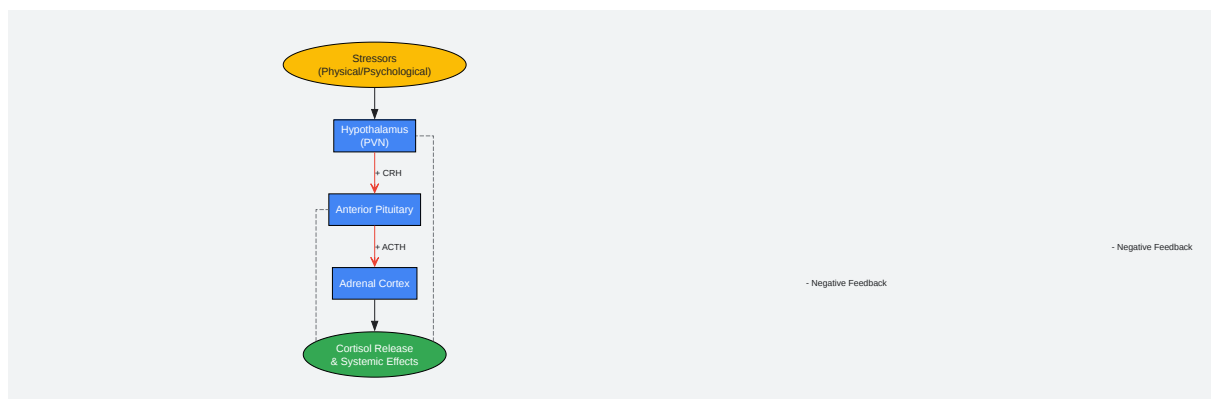 Stressors
(Physical/Psychological)
Hypothalamus
(PVN)
+ CRH
Anterior Pituitary
+ ACTH
- Negative Feedback
Adrenal Cortex
- Negative Feedback
Cortisol Release
& Systemic Effects